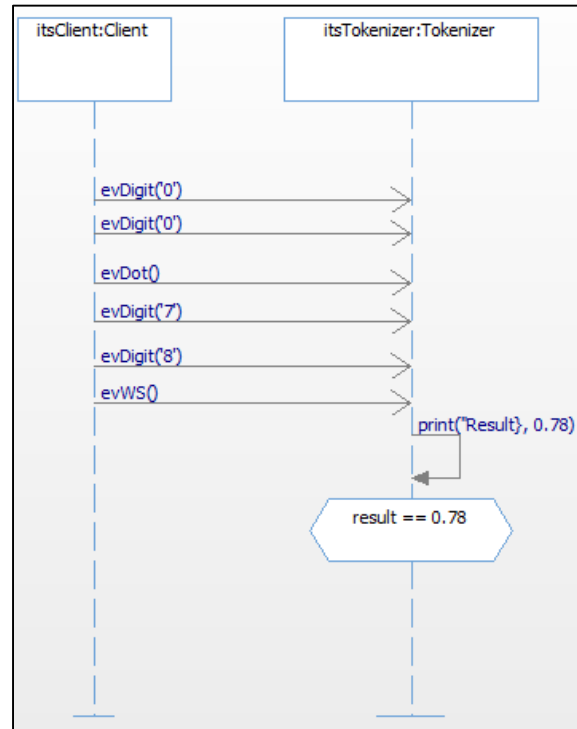 itsClient:Client
itsTokenizer:Tokenizer
evDigit('0')
evDigit('0')
evDot()
evDigit('7')
evDigit('8')
evWS()
print("Result}, 0.78)
result == 0.78